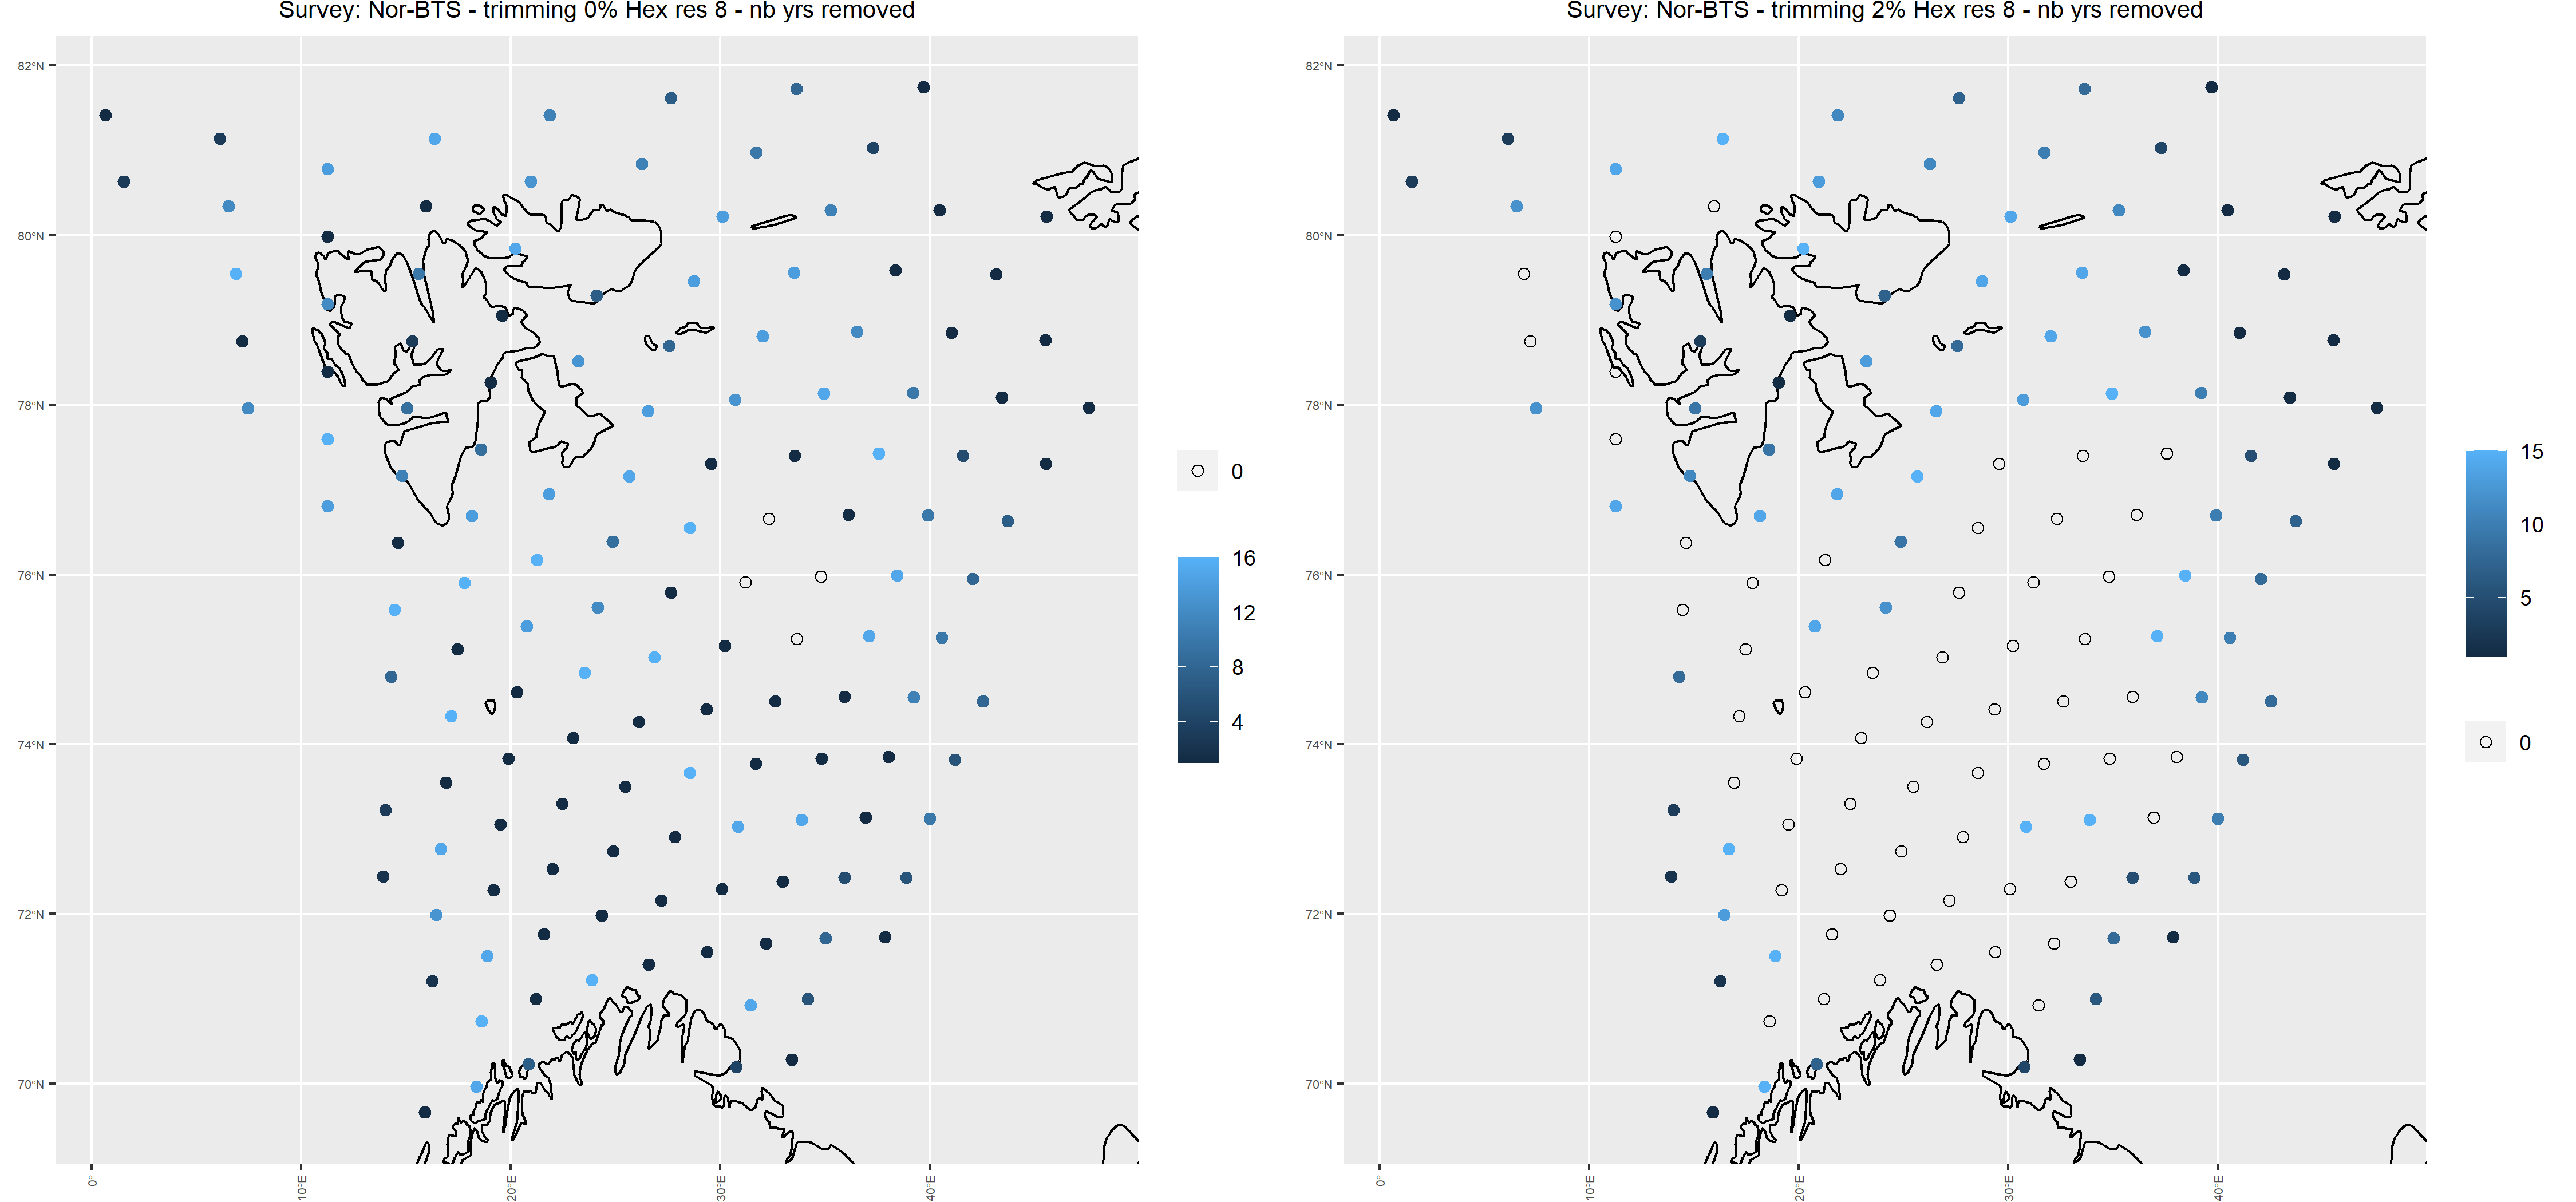 Survey: Nor-BTS - trimming 0% Hex res 8 - nb yrs removed
82°N
80°N
78°N
76°N
74°N
72°N
70°N
0°
10°E
20°E
30°E
40°E
0
16
12
8
4
Survey: Nor-BTS - trimming 2% Hex res 8 - nb yrs removed
82°N
80°N
78°N
76°N
74°N
72°N
70°N
0°
10°E
20°E
30°E
40°E
15
10
5
0